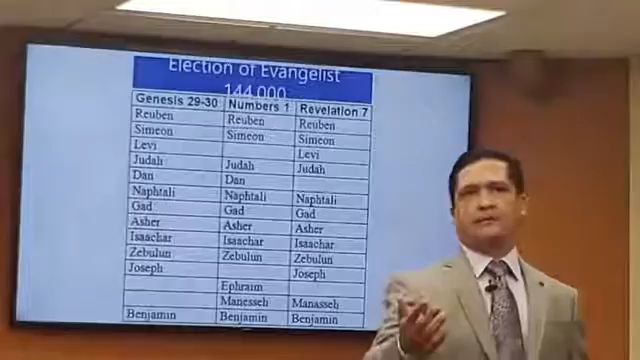 Election of Evangelist
144,000
Genesis 29-30 Numbers 1 Revelation 7
Reuben Reuben Reuben
Simeon Simeon Simeon
Levi Levi
Judah Judah Judah
Dan Dan
Naphtali Naphtali Naphtali
Gad Gad Gad
Asher Asher Asher
Isaachar Isaachar Isaachar
Zebulun Zebulun Zebulun
Joseph Joseph
Ephraim
Manesseh Manasseh
Benjamin Benjamin Benjamin